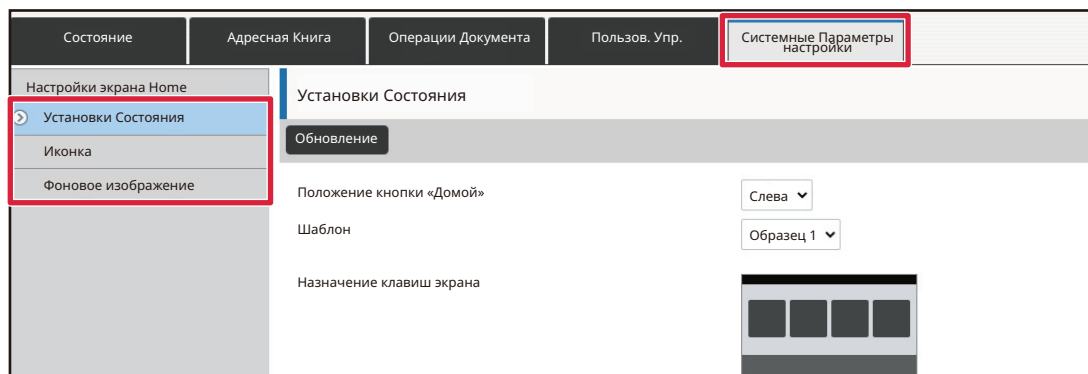 Состояние
Адресная Книга
Операции Документа
Пользов. Упр.
Системные Параметры
настройки
Настройки экрана Home
Установки Состояния
Иконка
Фоновое изображение
Установки Состояния
Обновление
Положение кнопки «Домой»
Слева
Шаблон
Образец 1
Назначение клавиш экрана